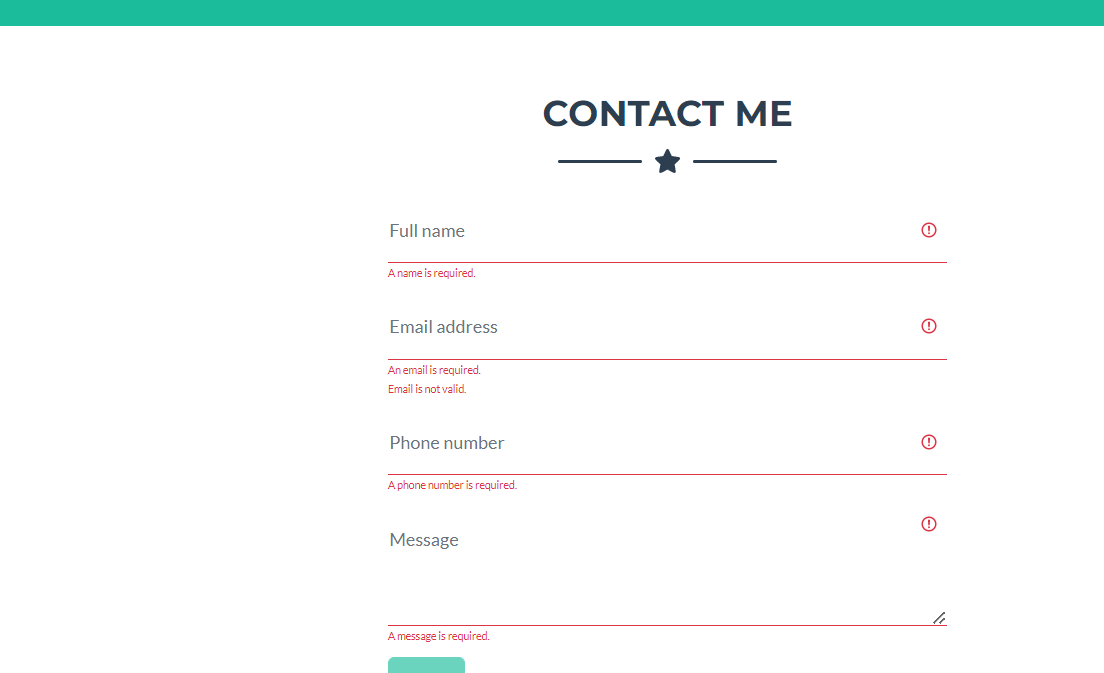 CONTACT ME
Full name
A name is required.
Email address
An email is required.
Email is not valid.
Phone number
A phone number is required.
Message
A message is required.